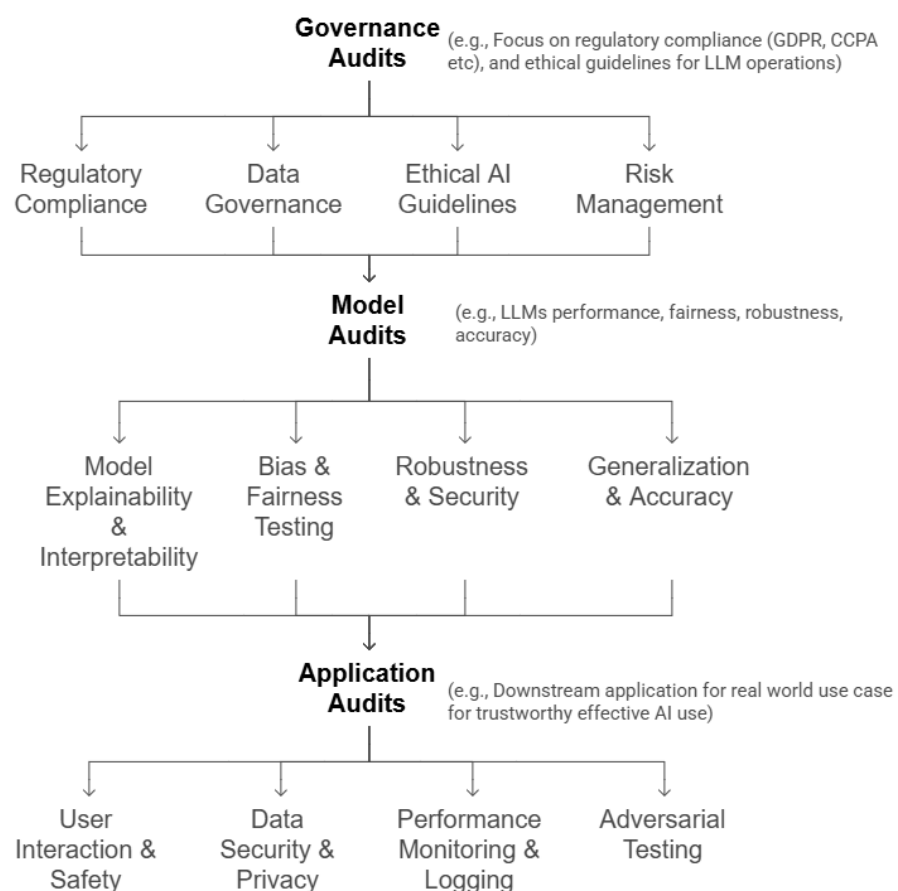 Governance
Audits
(e.g., Focus on regulatory compliance (GDPR, CCPA
etc), and ethical guidelines for LLM operations)
Regulatory
Compliance
Data
Governance
Ethical AI
Guidelines
Risk
Management
Model
Audits
(e.g., LLMs performance, fairness, robustness,
accuracy)
Model
Explainability
&
Interpretability
Bias &
Fairness
Testing
Robustness
& Security
Generalization
& Accuracy
Application
Audits
(e.g., Downstream application for real world use case
for trustworthy effective AI use)
User
Interaction &
Safety
Data
Security &
Privacy
Performance
Monitoring &
Logging
Adversarial
Testing